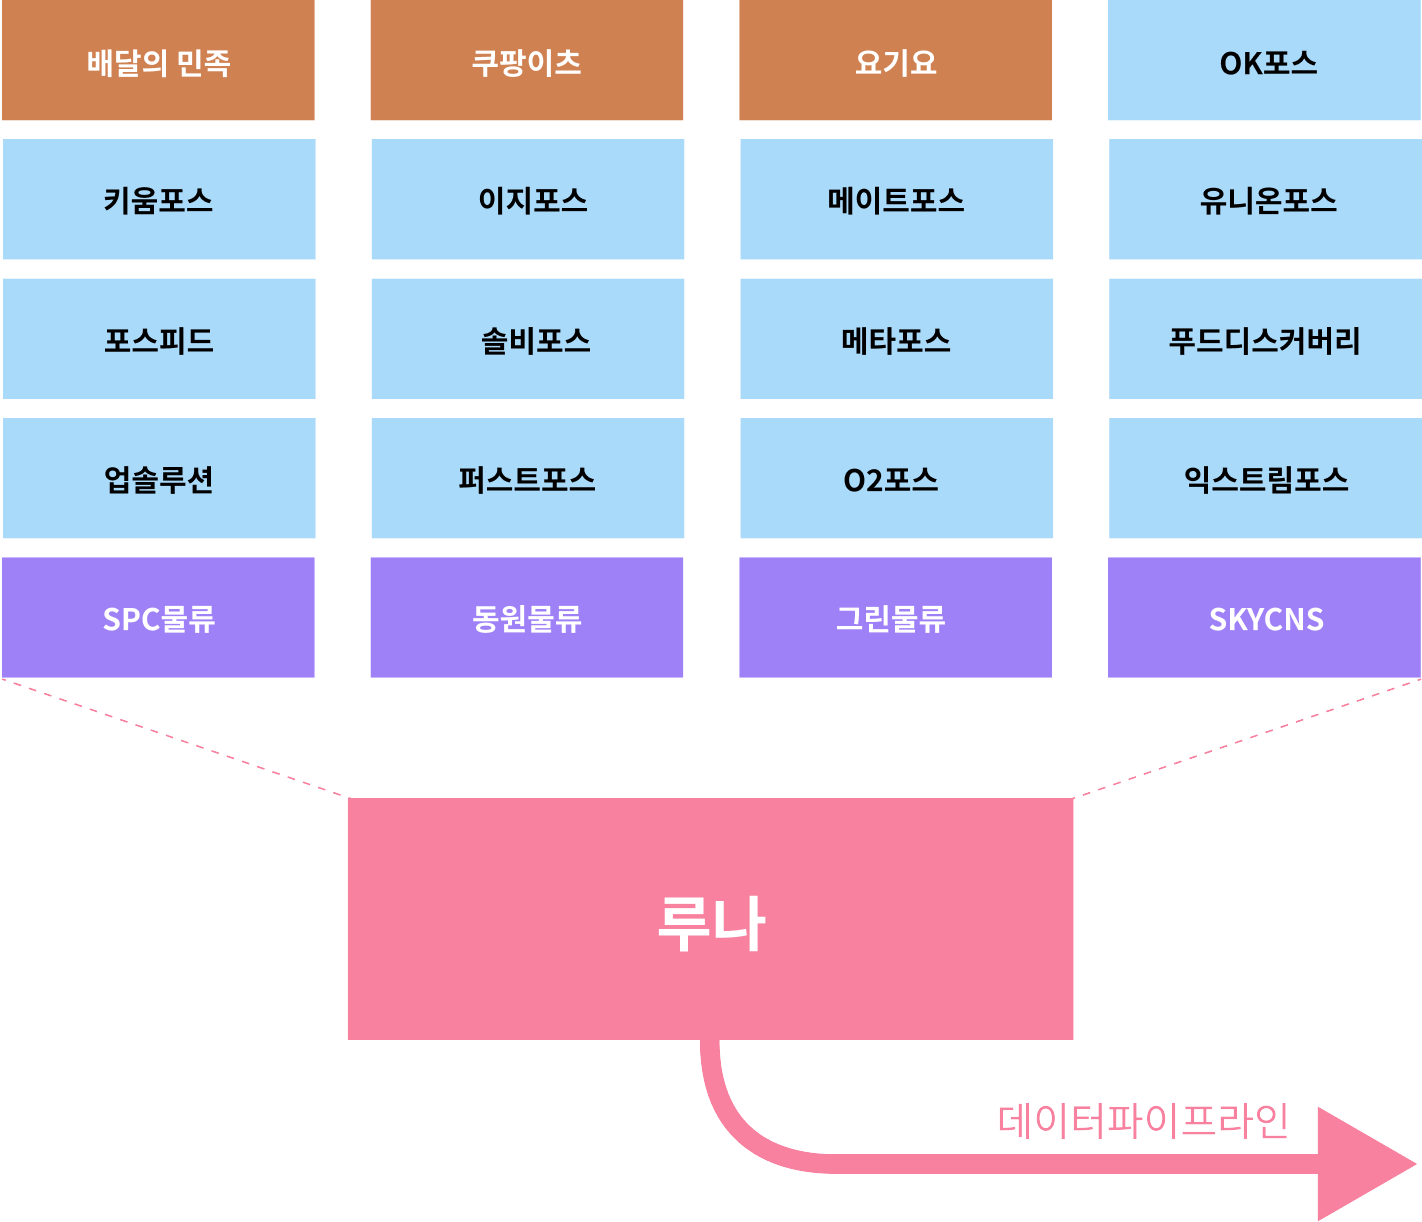 배달의 민족
쿠팡이츠
요기요
OK포스
키움포스
이지포스
메이트포스
유니온포스
포스피드
솔비포스
메타포스
푸드디스커버리
업솔루션
퍼스트포스
O2포스
익스트림포스
SPC물류
동원물류
그린물류
SKYCNS
루나
데이터파이프라인